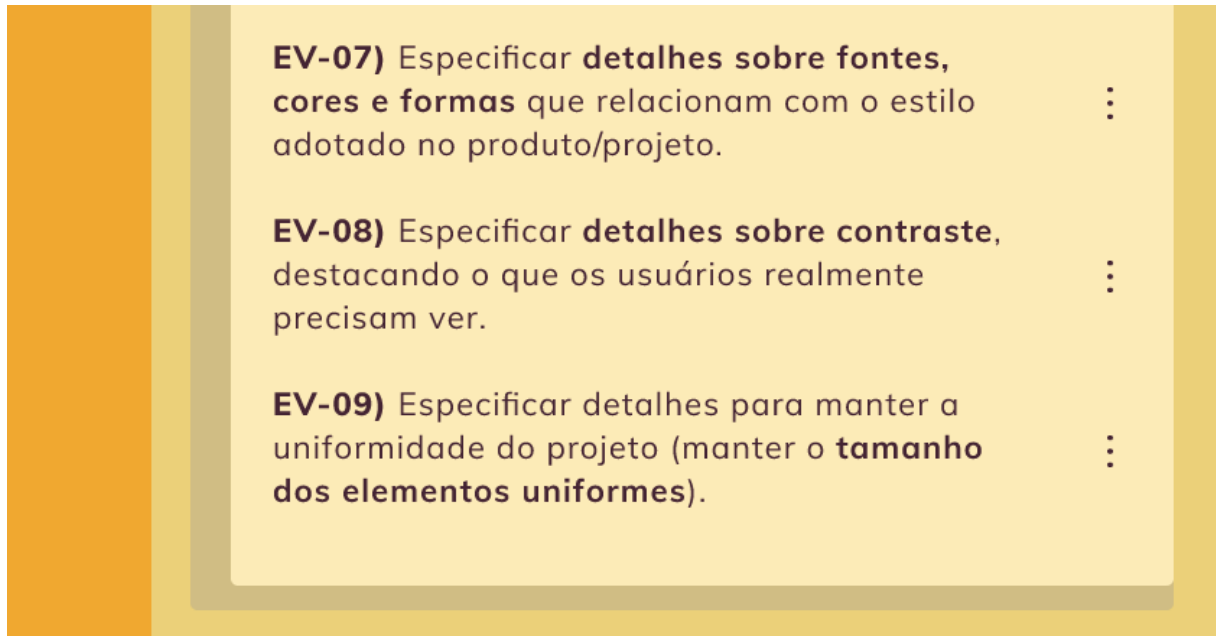 EV-07) Especificar detalhes sobre fontes,
cores e formas que relacionam com o estilo
adotado no produto/projeto.
EV-08) Especificar detalhes sobre contraste,
destacando o que os usuários realmente
precisam ver.
EV-09) Especificar detalhes para manter a
uniformidade do projeto (manter o tamanho
dos elementos uniformes).